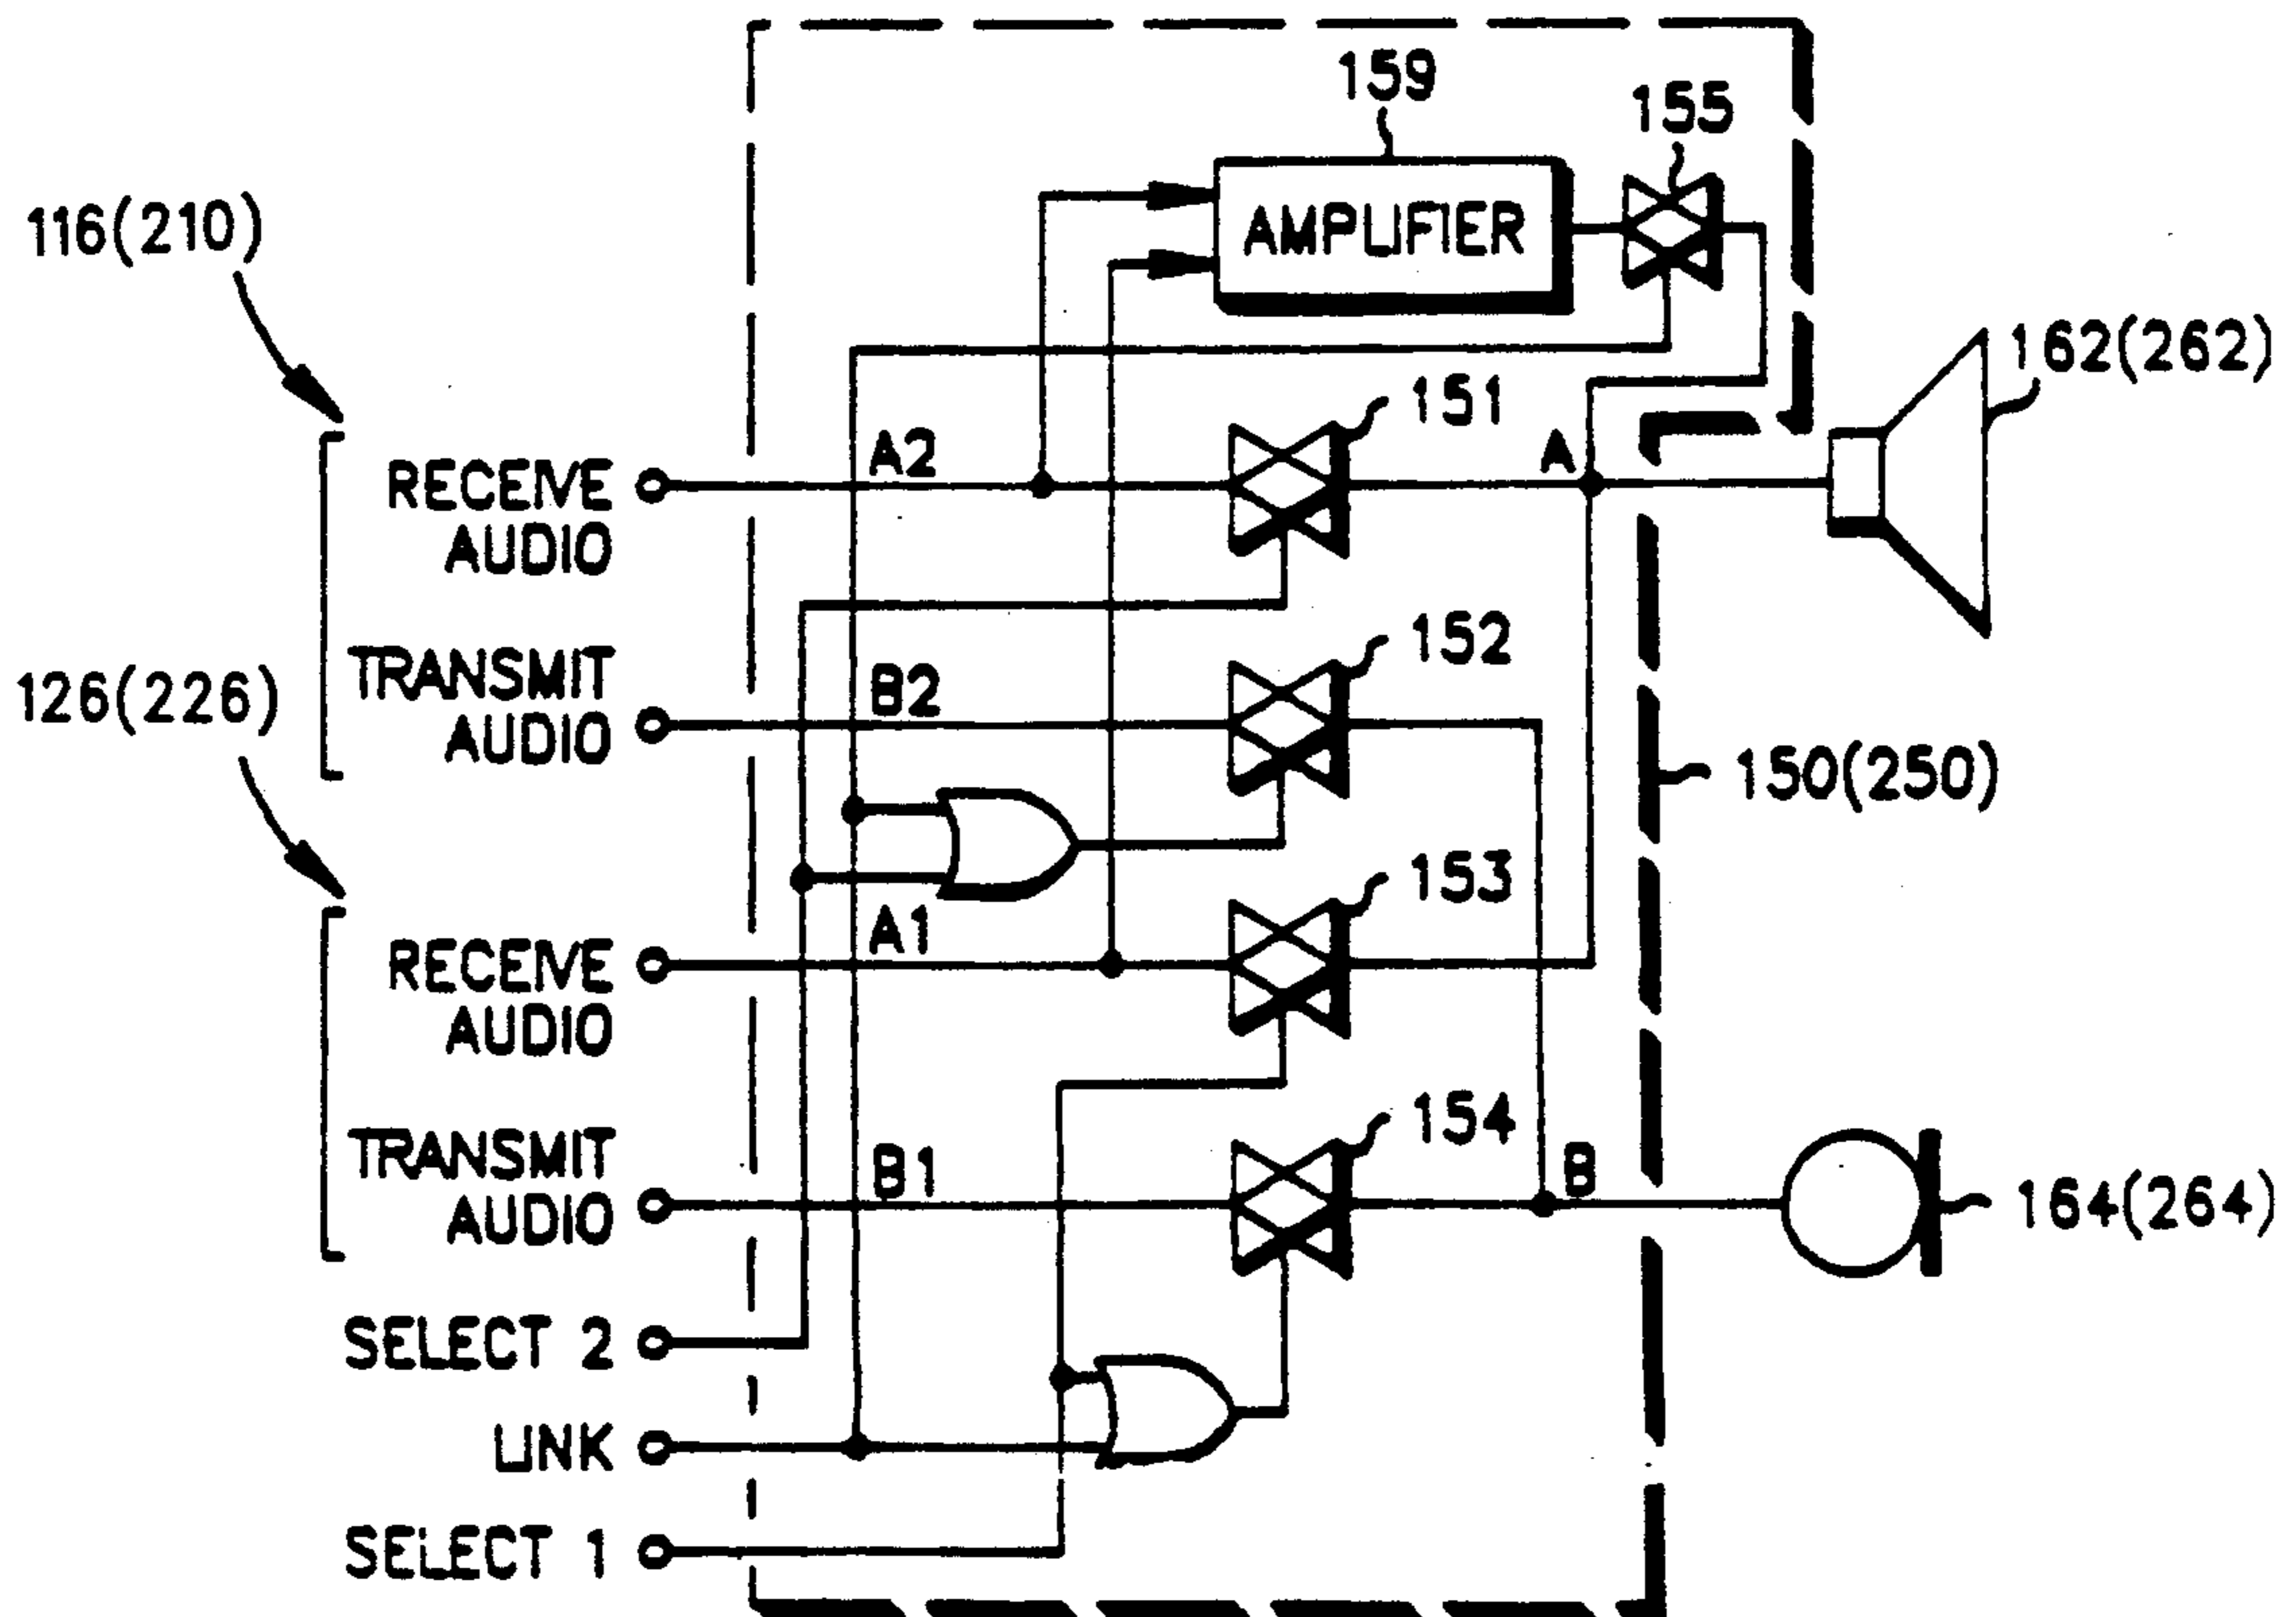 159
155
116(210)
AMPLIFIER
162(262)
151
A2
A
RECEIVE
AUDIO
152
TRANSMIT
AUDIO
B2
126(226)
150(250)
153
A1
RECEIVE
AUDIO
154
TRANSMIT
AUDIO
B1
B
164(264)
SELECT 2
LINK
SELECT 1